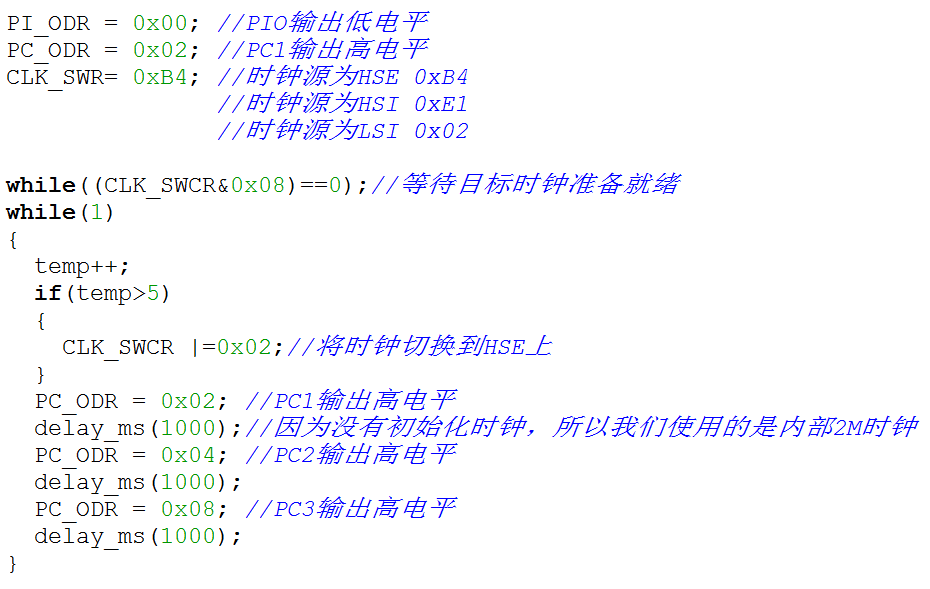 PI_ODR = 0x00; //PIO输出低电平
PC_ODR = 0x02; //PC1输出高电平
CLK_SWR= 0xB4; //时钟源为HSE 0xB4
//时钟源为HSI 0xE1
//时钟源为LSI 0x02
while((CLK_SWCR&0x08)==0);//等待目标时钟准备就绪
while(1)
{
temp++;
if(temp>5)
{
CLK_SWCR |=0x02;//将时钟切换到HSE上
}
PC_ODR = 0x02; //PC1输出高电平
delay_ms(1000);//因为没有初始化时钟，所以我们使用的是内部2M时钟
PC_ODR = 0x04; //PC2输出高电平
delay_ms(1000);
PC_ODR = 0x08; //PC3输出高电平
delay_ms(1000);
}